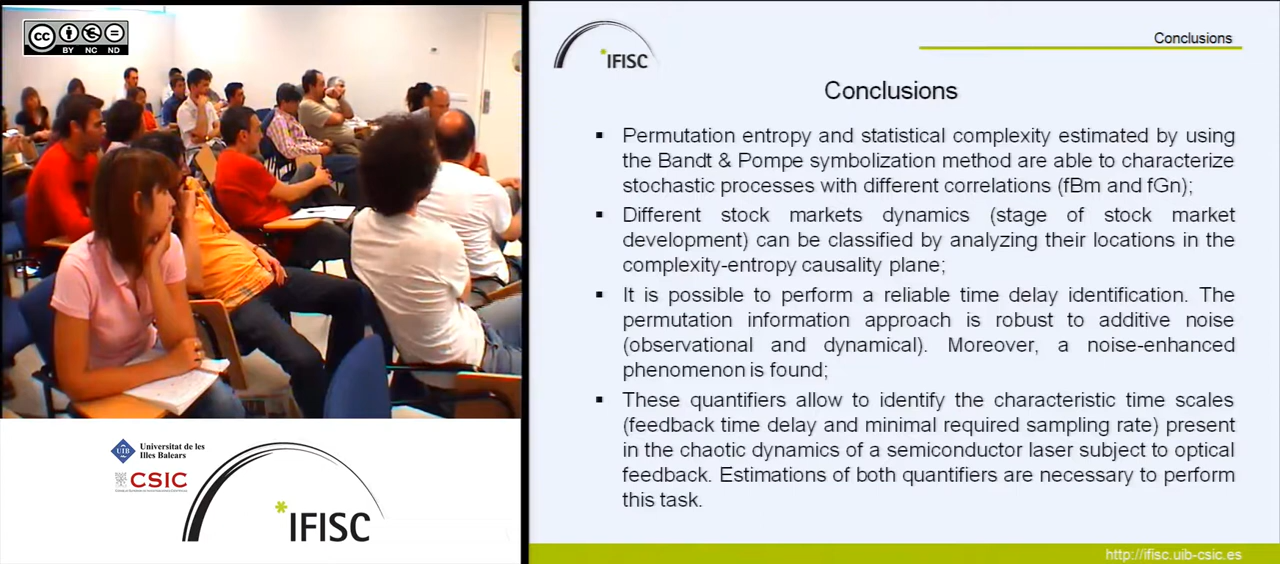 cc
BY NC ND
Universitat de les
Illes Balears
UIB
CSIC
*IFISC
*IFISC
Conclusions
Conclusions
▪ Permutation entropy and statistical complexity estimated by using
the Bandt & Pompe symbolization method are able to characterize
stochastic processes with different correlations (fBm and fGn);
▪ Different stock markets dynamics (stage of stock market
development) can be classified by analyzing their locations in the
complexity-entropy causality plane;
▪ It is possible to perform a reliable time delay identification. The
permutation information approach is robust to additive noise
(observational and dynamical). Moreover, a noise-enhanced
phenomenon is found;
▪ These quantifiers allow to identify the characteristic time scales
(feedback time delay and minimal required sampling rate) present
in the chaotic dynamics of a semiconductor laser subject to optical
feedback. Estimations of both quantifiers are necessary to perform
this task.
http://ifisc.uib-csic.es